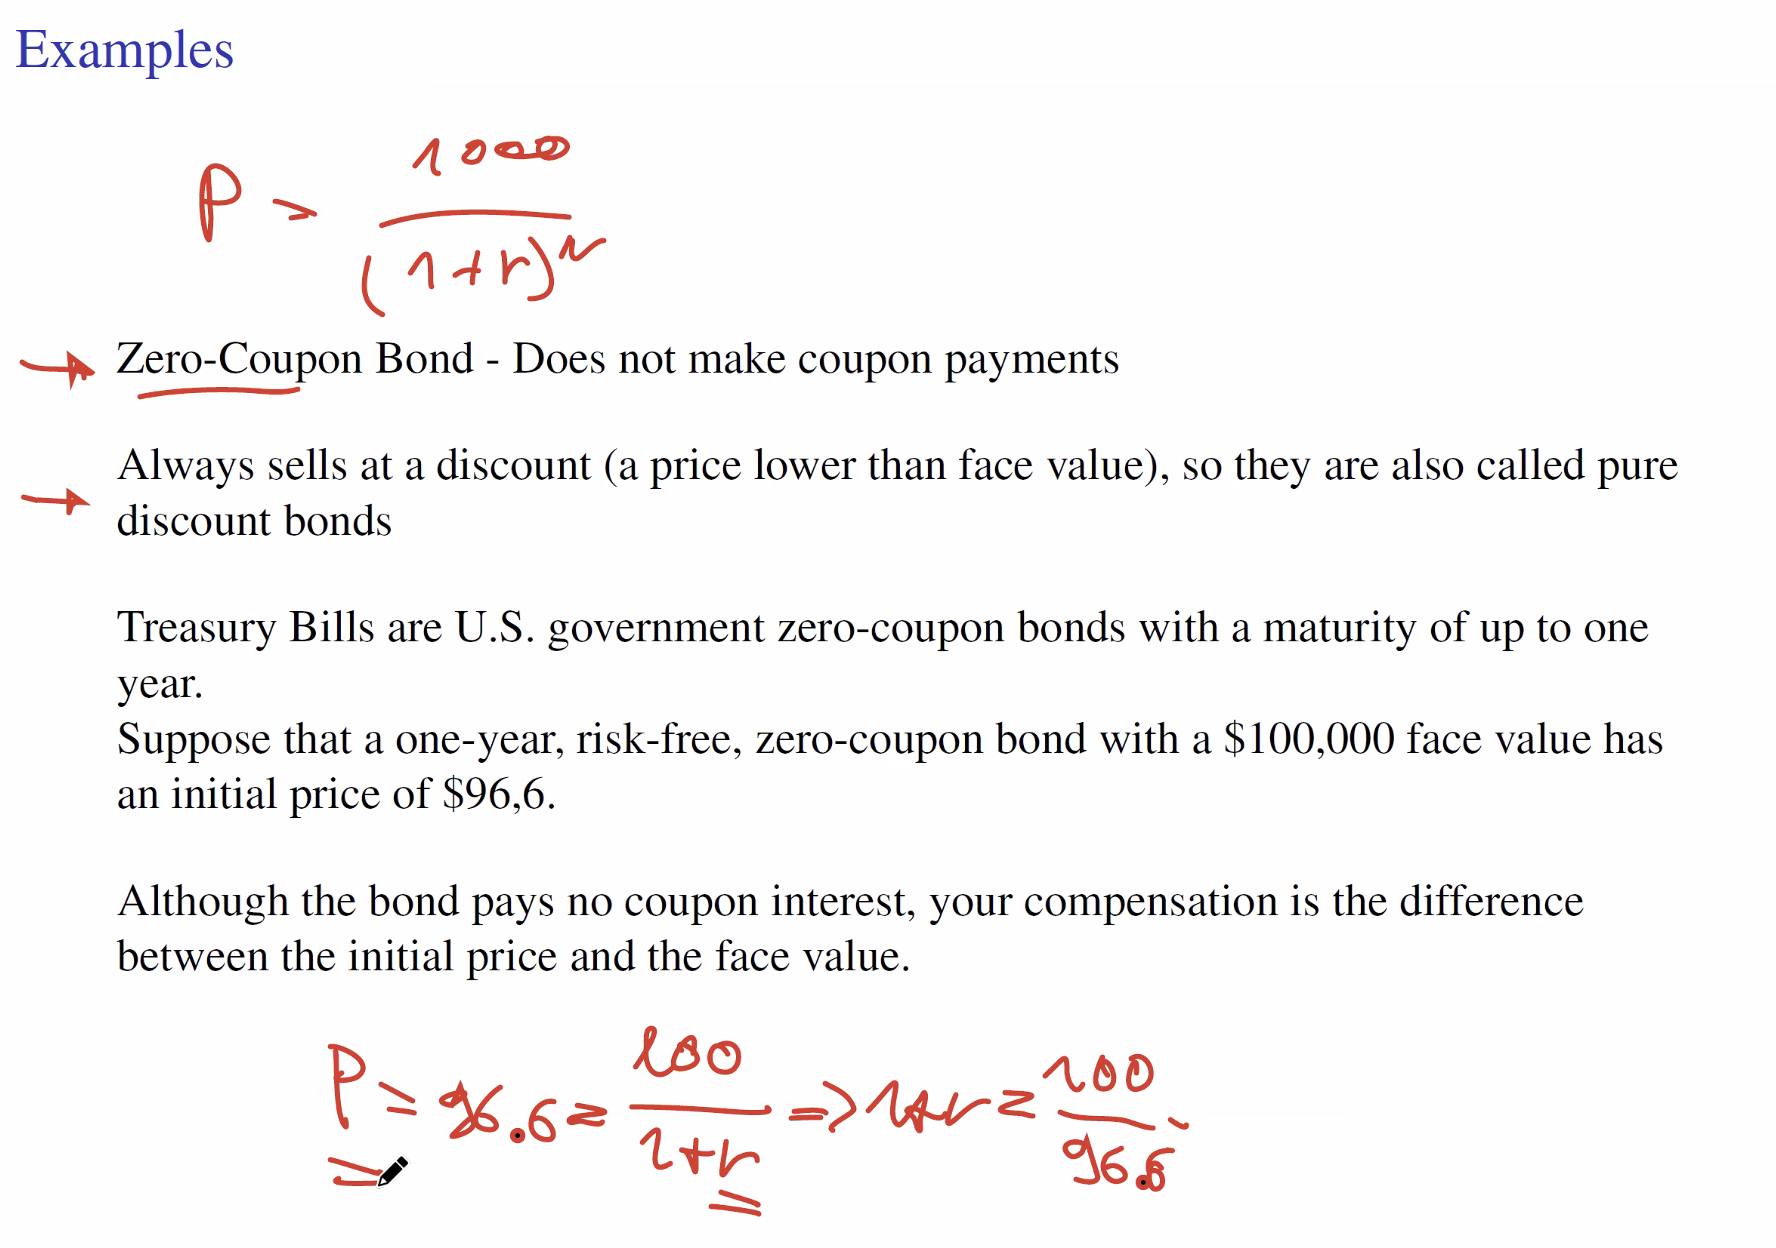 Examples
P = 1000 / (1+r)^N
Zero-Coupon Bond - Does not make coupon payments
Always sells at a discount (a price lower than face value), so they are also called pure
discount bonds
Treasury Bills are U.S. government zero-coupon bonds with a maturity of up to one
year.
Suppose that a one-year, risk-free, zero-coupon bond with a $100,000 face value has
an initial price of $96,6.
Although the bond pays no coupon interest, your compensation is the difference
between the initial price and the face value.
P = 96.6 = 100 / 1+r => 1+r = 100 / 96.6